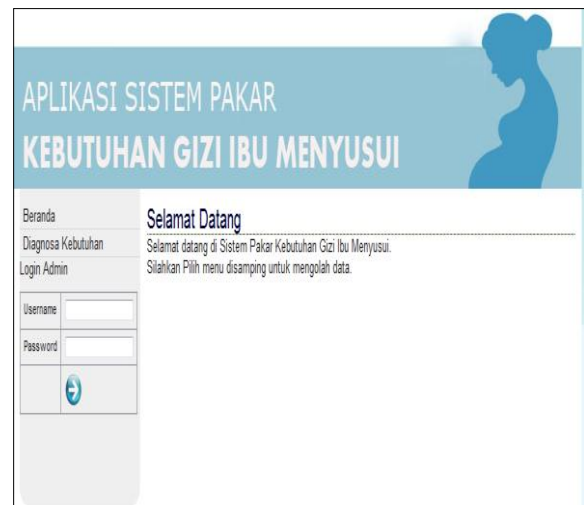 APLIKASI SISTEM PAKAR
KEBUTUHAN GIZI IBU MENYUSUI
Beranda
Diagnosa Kebutuhan
Login Admin
Username
Password
Selamat Datang
Selamat datang di Sistem Pakar Kebutuhan Gizi Ibu Menyusui.
Silahkan Pilih menu disamping untuk mengolah data.